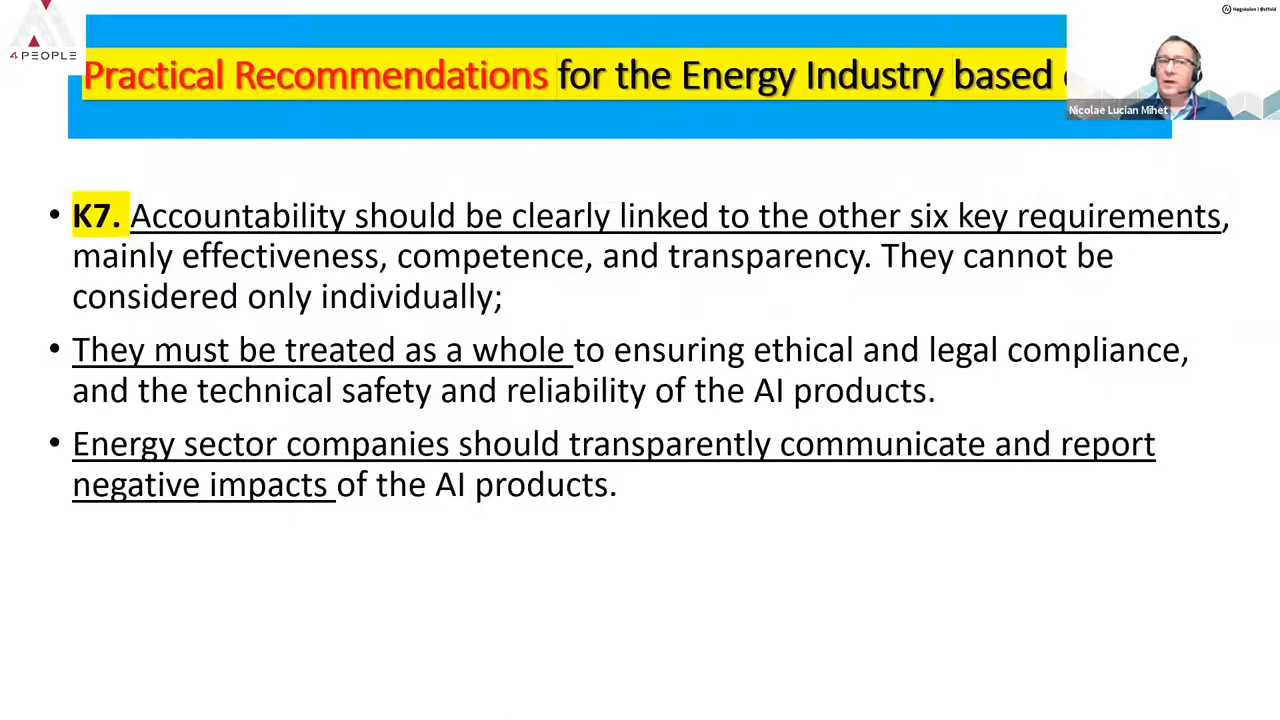 4PEOPLE
Høgskolen i Østfold
Practical Recommendations for the Energy Industry based
Nicolae Lucian Mihet
• K7. Accountability should be clearly linked to the other six key requirements,
mainly effectiveness, competence, and transparency. They cannot be
considered only individually;
• They must be treated as a whole to ensuring ethical and legal compliance,
and the technical safety and reliability of the AI products.
• Energy sector companies should transparently communicate and report
negative impacts of the AI products.